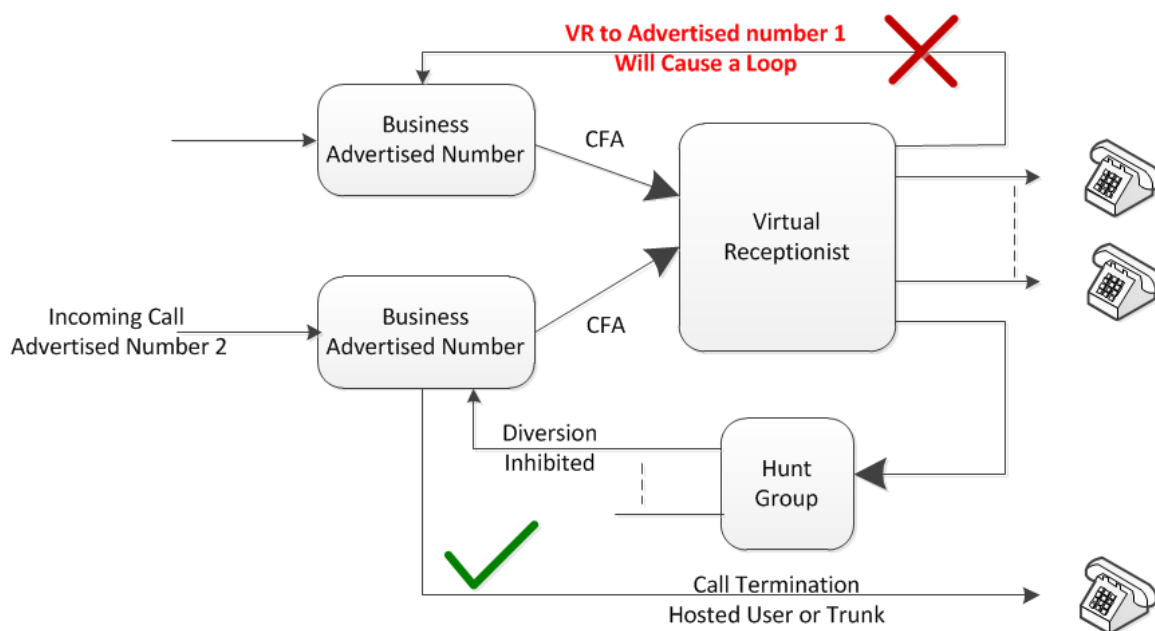 VR to Advertised number 1
Will Cause a Loop
Business
Advertised Number
CFA
Virtual
Receptionist
Incoming Call
Advertised Number 2
Business
Advertised Number
CFA
Diversion
Inhibited
Hunt
Group
Call Termination
Hosted User or Trunk